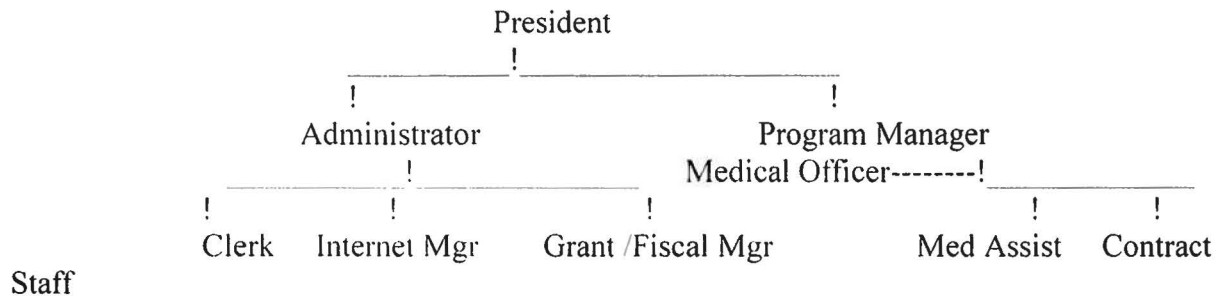 President
!
! !
Administrator Program Manager
Medical Officer--------!
!
! ! ! ! !
Clerk Internet Mgr Grant /Fiscal Mgr Med Assist Contract
Staff